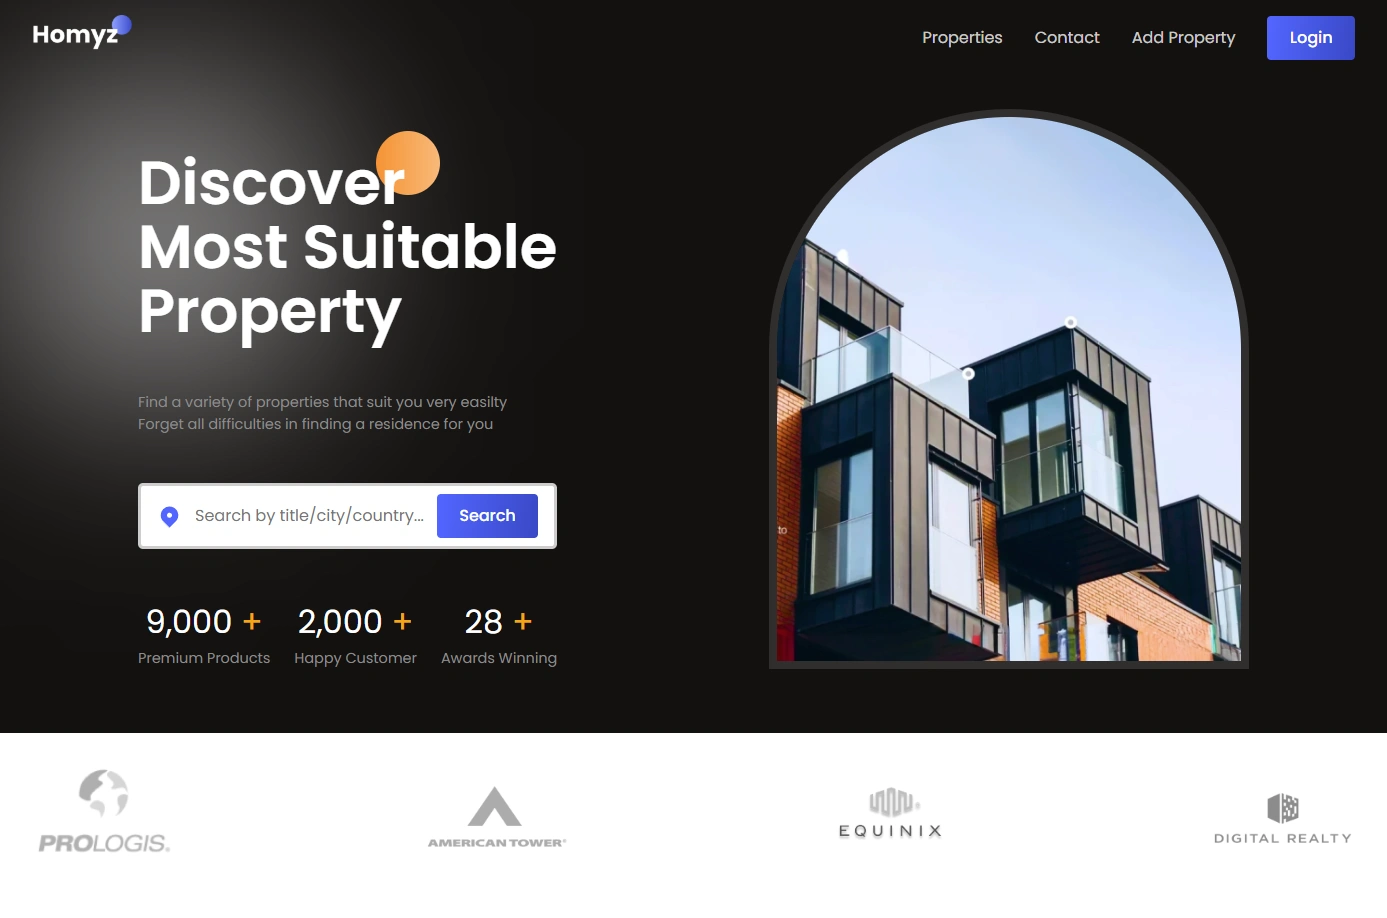 Homyz
Properties Contact Add Property Login
Discover
Most Suitable
Property
Find a variety of properties that suit you very easilty
Forget all difficulties in finding a residence for you
Search by title/city/country... Search
9,000 + 2,000 + 28 +
Premium Products Happy Customer Awards Winning
to
PROLOGIS®
AMERICAN TOWER®
EQUINIX
DIGITAL REALTY